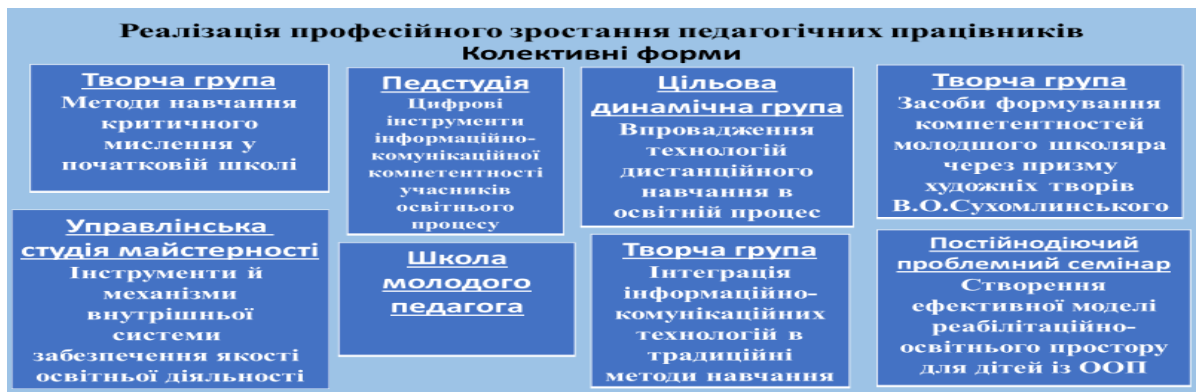 Реалізація професійного зростання педагогічних працівників
Колективні форми
Творча група
Методи навчання
критичного
мислення у
початковій школі
Педстудія
Цифрові
інструменти
інформаційно-
комунікаційної
компетентності
учасників
освітнього
процесу
Цільова
динамічна група
Впровадження
технологій
дистанційного
навчання в
освітній процес
Творча група
Засоби формування
компетентностей
молодшого школяра
через призму
художніх творів
В.О.Сухомлинського
Управлінська
студія майстерності
Інструменти й
механізми
внутрішньої
системи
забезпечення якості
освітньої діяльності
Школа
молодого
педагога
Творча група
Інтеграція
інформаційно-
комунікаційних
технологій в
традиційні
методи навчання
Постійнодіючий
проблемний семінар
Створення
ефективної моделі
реабілітаційно-
освітнього простору
для дітей із ООП